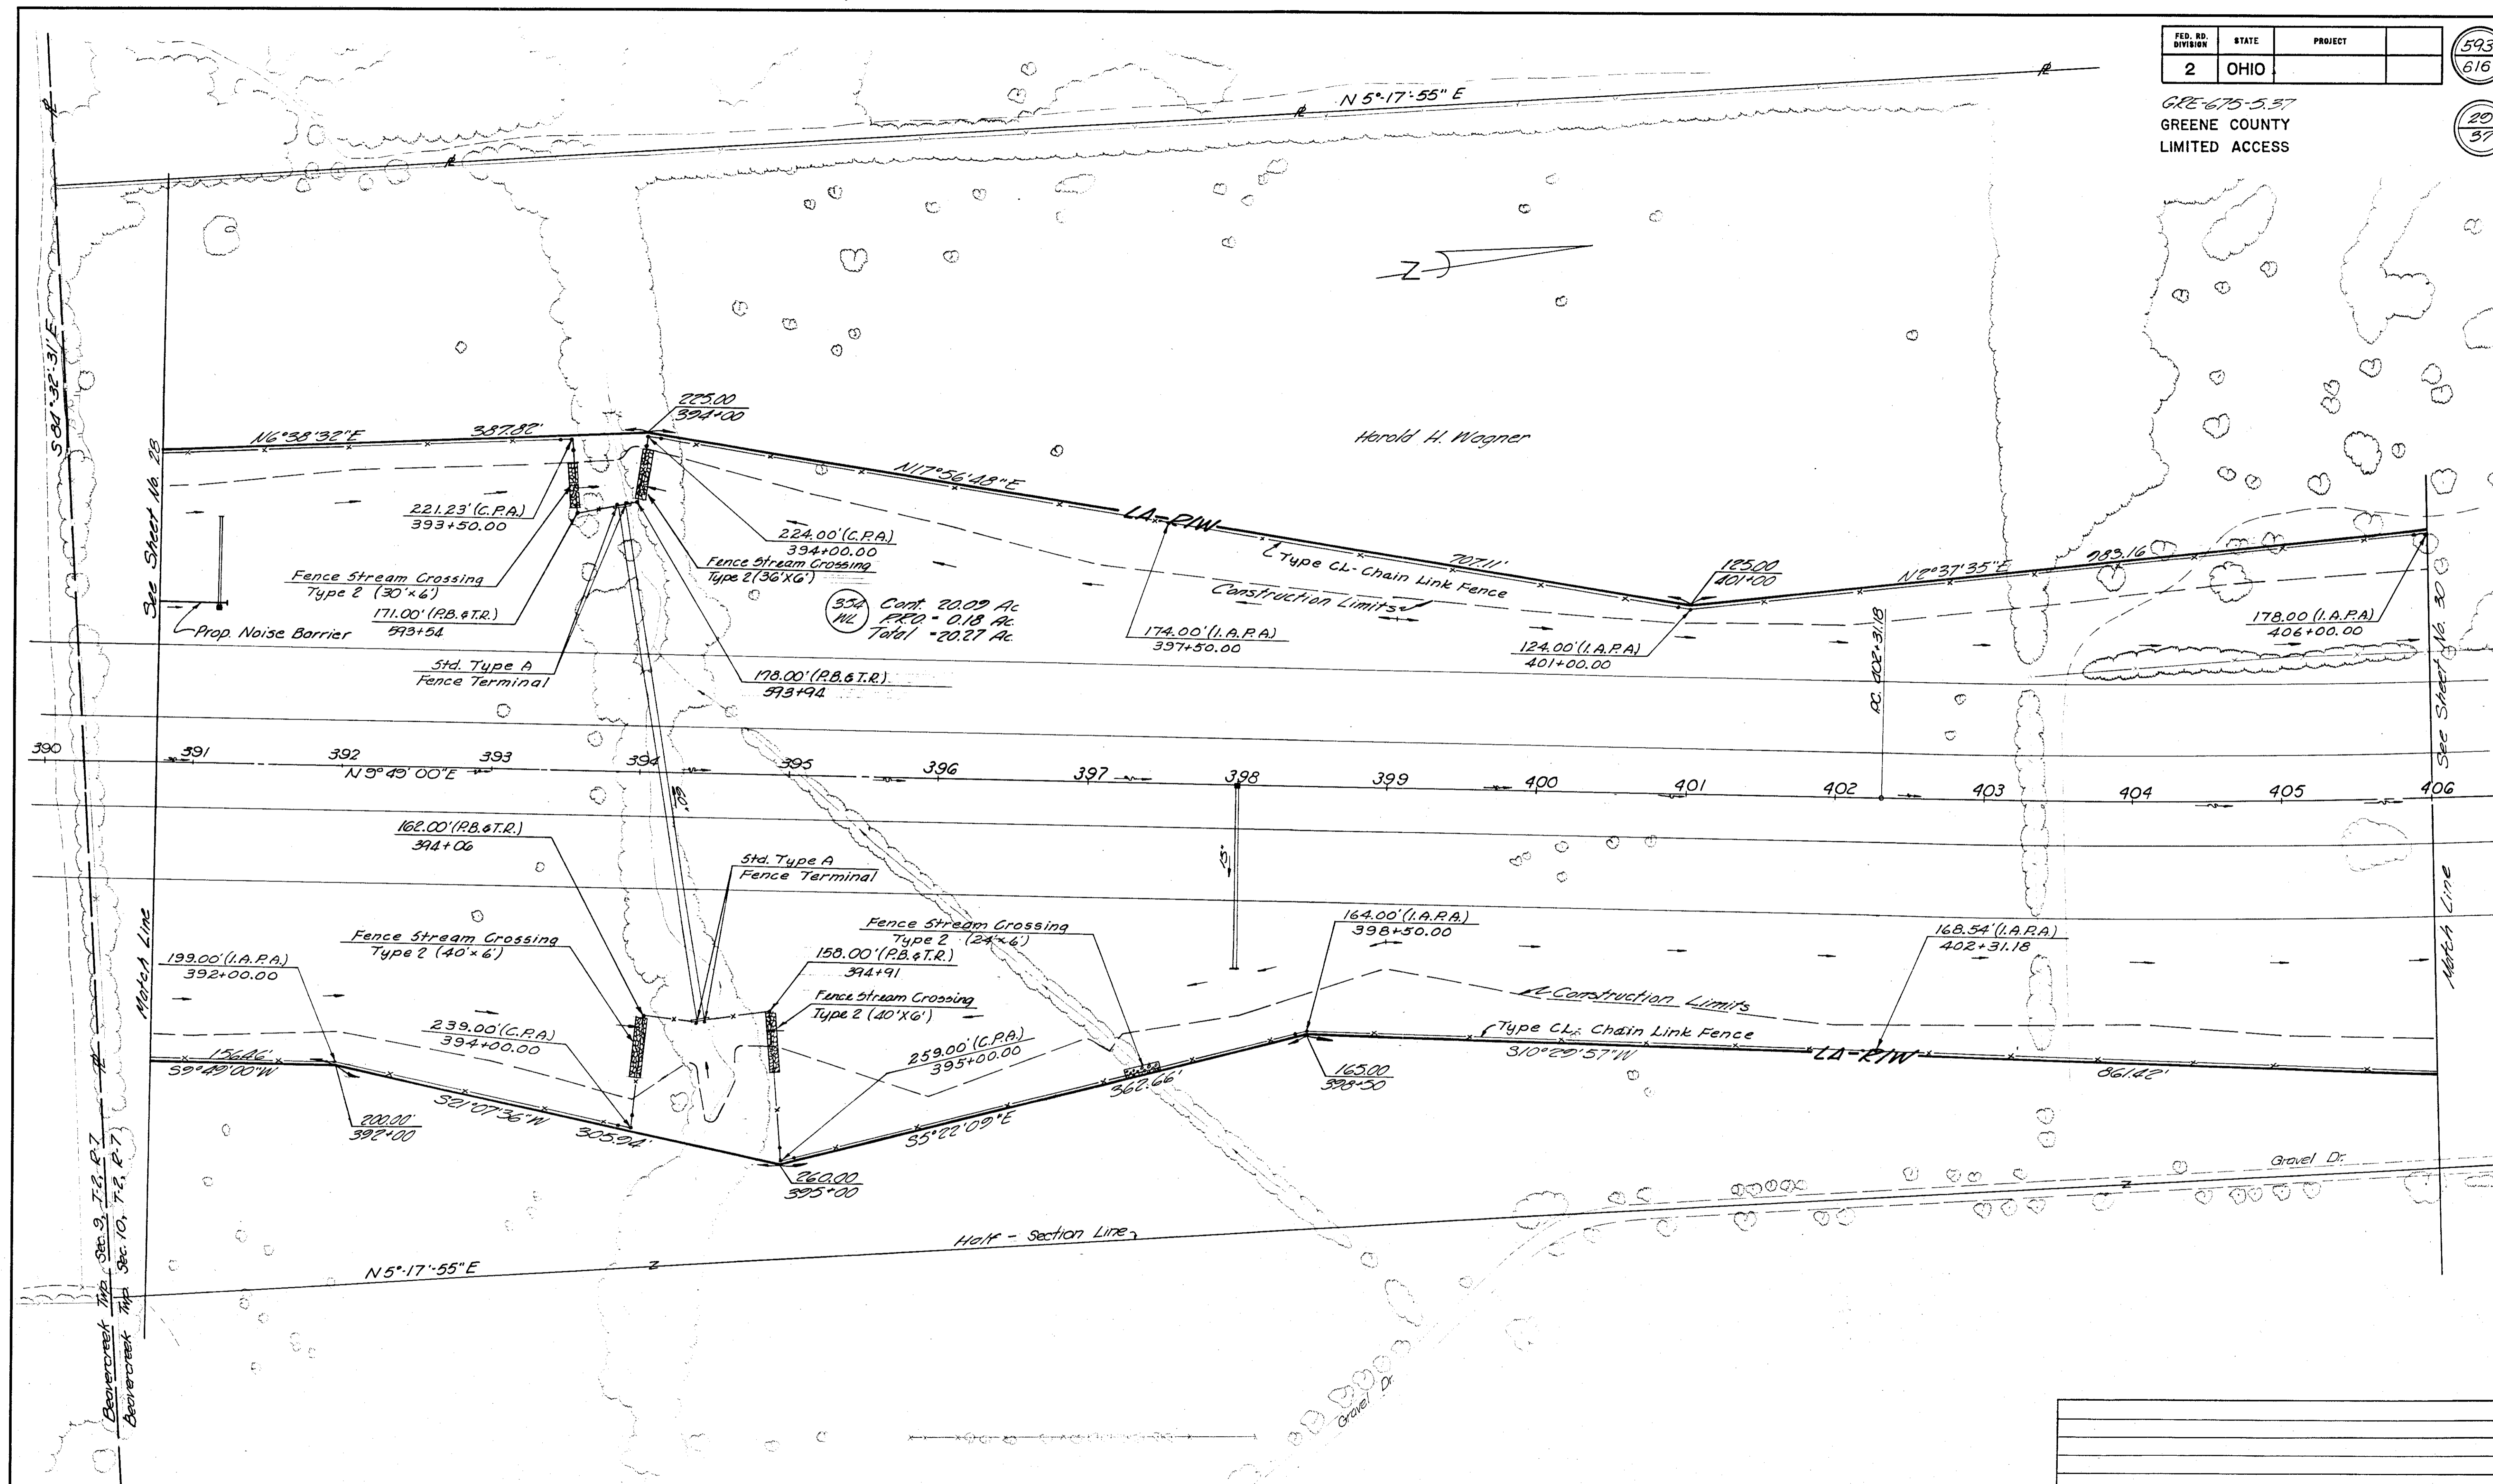 FED. RD. DIVISION STATE PROJECT
2 OHIO
593
616
GRE-675-5.37
GREENE COUNTY
LIMITED ACCESS
29
37
N 5°-17'-55" E
S 84°-32'-31" E
See Sheet No. 28
N6°38'32"E 387.82'
225.00
394+00
Harold H. Wagner
N17°56'48"E
LA-R/W
707.11'
Type CL-Chain Link Fence
Construction Limits
125.00
401+00
N2°37'35"E
983.16
221.23' (C.P.A.)
393+50.00
224.00' (C.P.A.)
394+00.00
Fence Stream Crossing
Type 2 (36'X6')
Fence Stream Crossing
Type 2 (30'x6')
171.00' (P.B.&T.R.)
593+54
Prop. Noise Barrier
Std. Type A
Fence Terminal
178.00' (P.B.&T.R.)
593+94
354
WL
Cont. 20.09 Ac
P.R.O. - 0.18 Ac.
Total - 20.27 Ac.
174.00' (I.A.P.A.)
397+50.00
124.00' (I.A.P.A.)
401+00.00
P.C. 402+31.18
178.00 (I.A.P.A)
406+00.00
See Sheet No. 30
390 391 392 393 394 395 396 397 398 399 400 401 402 403 404 405 406
N 9° 49' 00"E
60'
15'
162.00' (P.B.&T.R.)
394+06
Std. Type A
Fence Terminal
Match Line
Fence Stream Crossing
Type 2 (40'x6')
Fence Stream Crossing
Type 2 (24'x6')
158.00' (P.B.&T.R.)
394+91
Fence Stream Crossing
Type 2 (40'X6')
164.00' (I.A.P.A)
398+50.00
168.54' (I.A.P.A)
402+31.18
Match Line
199.00' (I.A.P.A.)
392+00.00
239.00' (C.P.A)
394+00.00
259.00' (C.P.A.)
395+00.00
Construction Limits
Type CL- Chain Link Fence
S10°29'57"W
LA-R/W
861.42'
156.46'
S9°49'00"W
200.00'
392+00
S21°07'36"W
305.94'
260.00
395+00
S5°22'09"E
362.66'
165.00
398+50
Gravel Dr.
Half - Section Line
N 5°-17'-55" E
Beavercreek Twp. Sec. 9, T-2, R-7
Beavercreek Twp. Sec. 10, T-2, R-7
Gravel Dr.